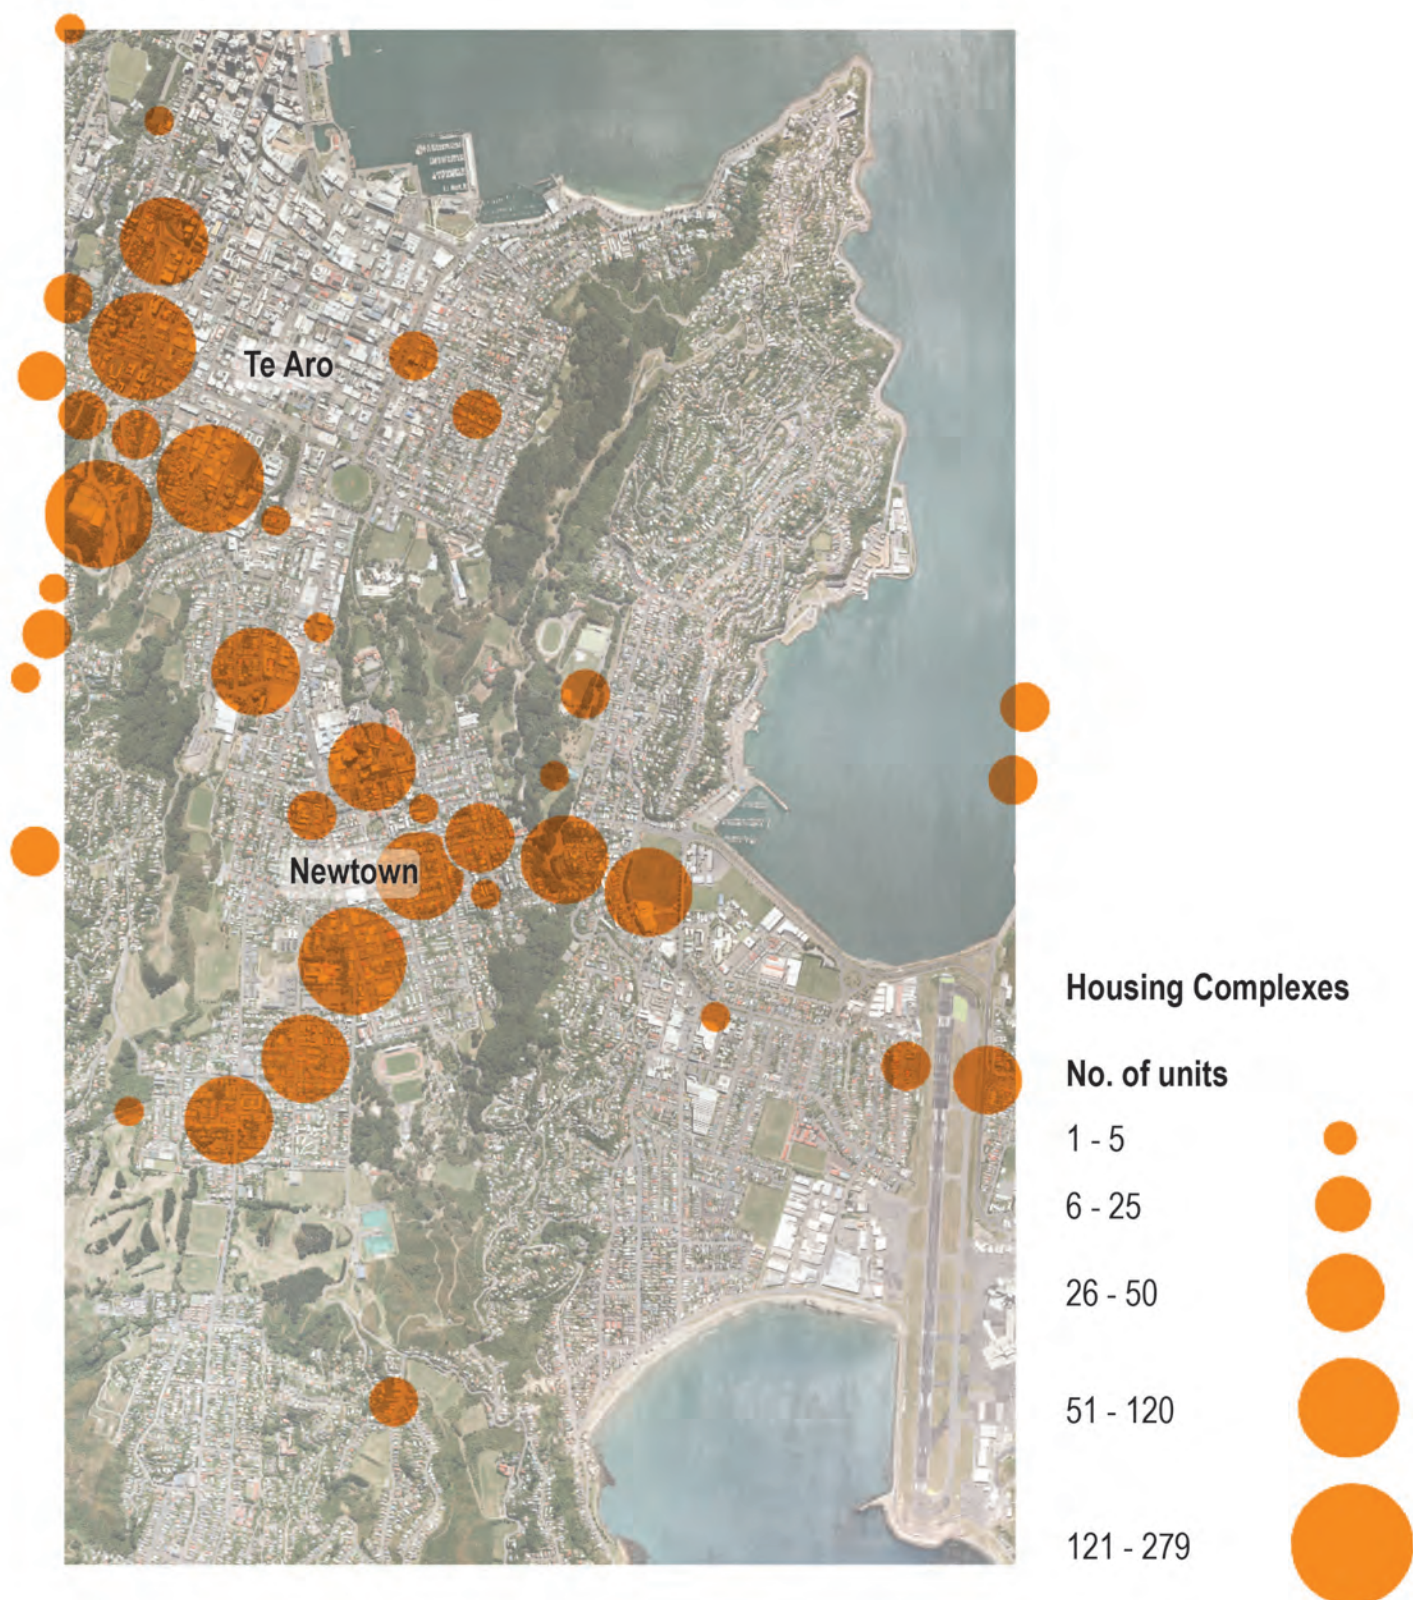 Te Aro
Newtown
Housing Complexes
No. of units
1 - 5
6 - 25
26 - 50
51 - 120
121 - 279